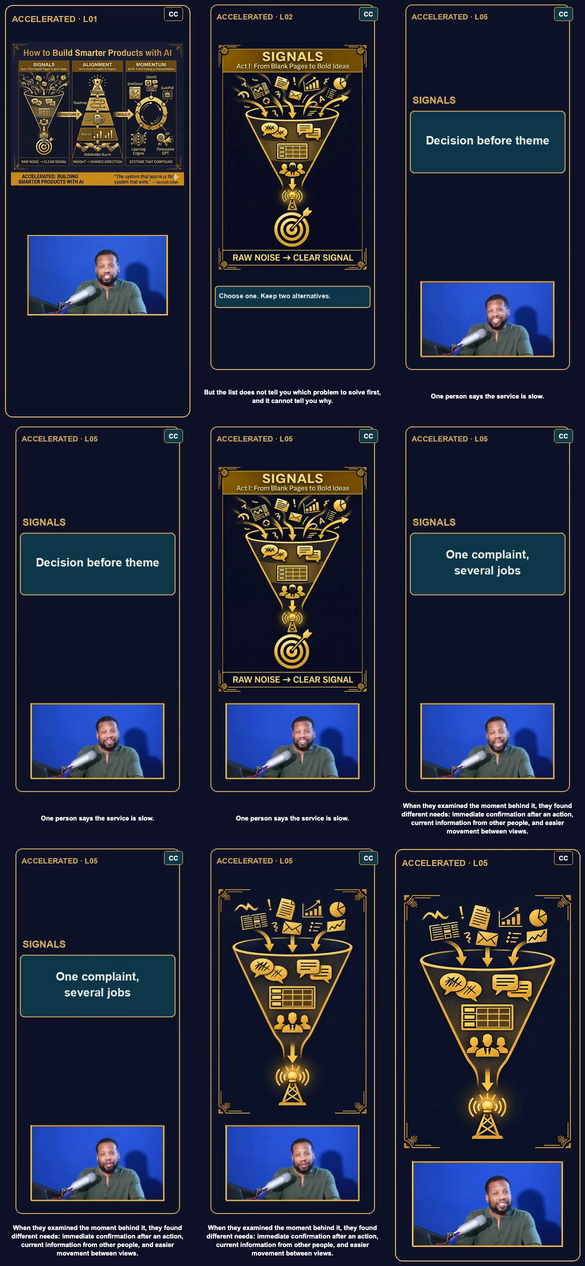 ACCELERATED · L01
CC
How to Build Smarter Products with AI
SIGNALS
ALIGNMENT
MOMENTUM
RAW NOISE → CLEAR SIGNAL
INSIGHT → SHARED DIRECTION
SYSTEMS THAT COMPOUND
ACCELERATED: BUILDING
SMARTER PRODUCTS WITH AI
ACCELERATED · L02
CC
SIGNALS
Act I: From Blank Pages to Bold Ideas
RAW NOISE → CLEAR SIGNAL
Choose one. Keep two alternatives.
But the list does not tell you which problem to solve first,
and it cannot tell you why.
ACCELERATED · L05
CC
SIGNALS
Decision before theme
One person says the service is slow.
ACCELERATED · L05
CC
SIGNALS
Decision before theme
One person says the service is slow.
ACCELERATED · L05
CC
SIGNALS
Act I: From Blank Pages to Bold Ideas
RAW NOISE → CLEAR SIGNAL
One person says the service is slow.
ACCELERATED · L05
CC
SIGNALS
One complaint,
several jobs
When they examined the moment behind it, they found
different needs: immediate confirmation after an action,
current information from other people, and easier
movement between views.
ACCELERATED · L05
CC
SIGNALS
One complaint,
several jobs
When they examined the moment behind it, they found
different needs: immediate confirmation after an action,
current information from other people, and easier
movement between views.
ACCELERATED · L05
CC
When they examined the moment behind it, they found
different needs: immediate confirmation after an action,
current information from other people, and easier
movement between views.
ACCELERATED · L05
CC